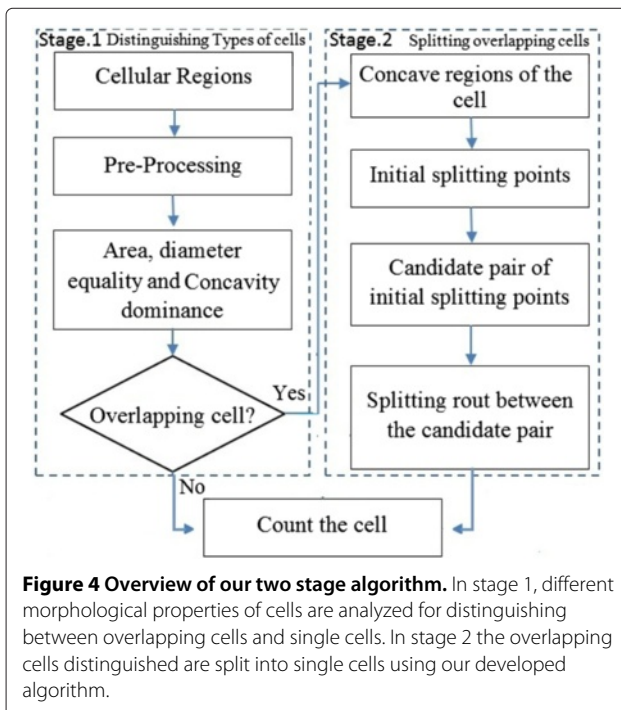 Stage.1 Distinguishing Types of cells
Cellular Regions
Pre-Processing
Area, diameter
equality and Concavity
dominance
Overlapping cell?
Yes
No
Stage.2 Splitting overlapping cells
Concave regions of the
cell
Initial splitting points
Candidate pair of
initial splitting points
Splitting rout between
the candidate pair
Count the cell
Figure 4 Overview of our two stage algorithm. In stage 1, different
morphological properties of cells are analyzed for distinguishing
between overlapping cells and single cells. In stage 2 the overlapping
cells distinguished are split into single cells using our developed
algorithm.